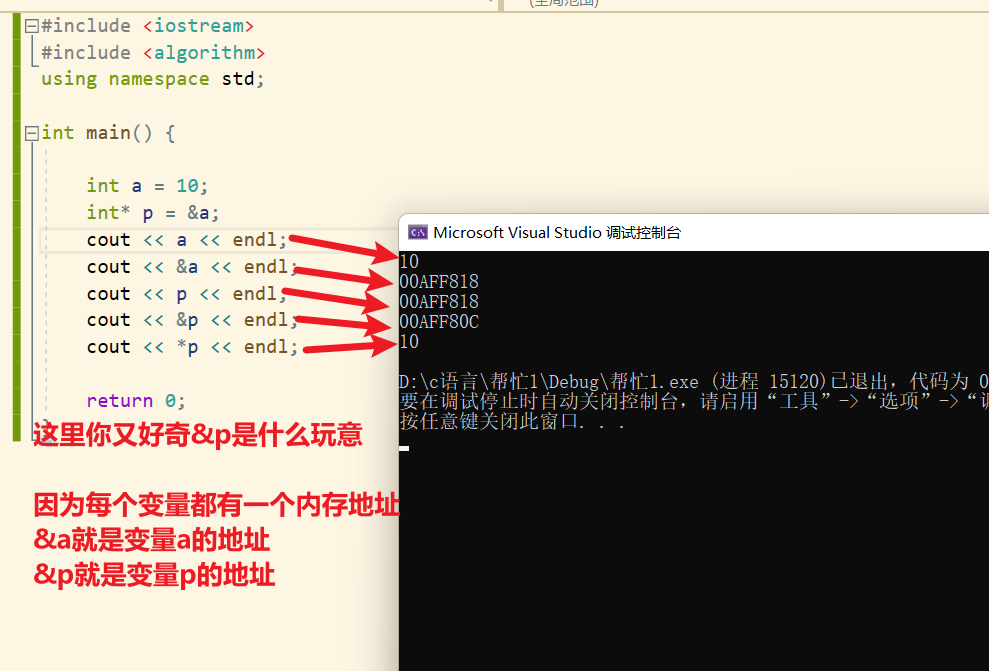 (全局范围)
#include <iostream>
#include <algorithm>
using namespace std;
int main() {
int a = 10;
int* p = &a;
cout << a << endl;
cout << &a << endl;
cout << p << endl;
cout << &p << endl;
cout << *p << endl;
return 0;
}
这里你又好奇&p是什么玩意
因为每个变量都有一个内存地址
&a就是变量a的地址
&p就是变量p的地址
C:\ Microsoft Visual Studio 调试控制台
10
00AFF818
00AFF818
00AFF80C
10
D:\c语言\帮忙1\Debug\帮忙1.exe (进程 15120)已退出，代码为 0
要在调试停止时自动关闭控制台，请启用“工具”->“选项”->“调
按任意键关闭此窗口. . .